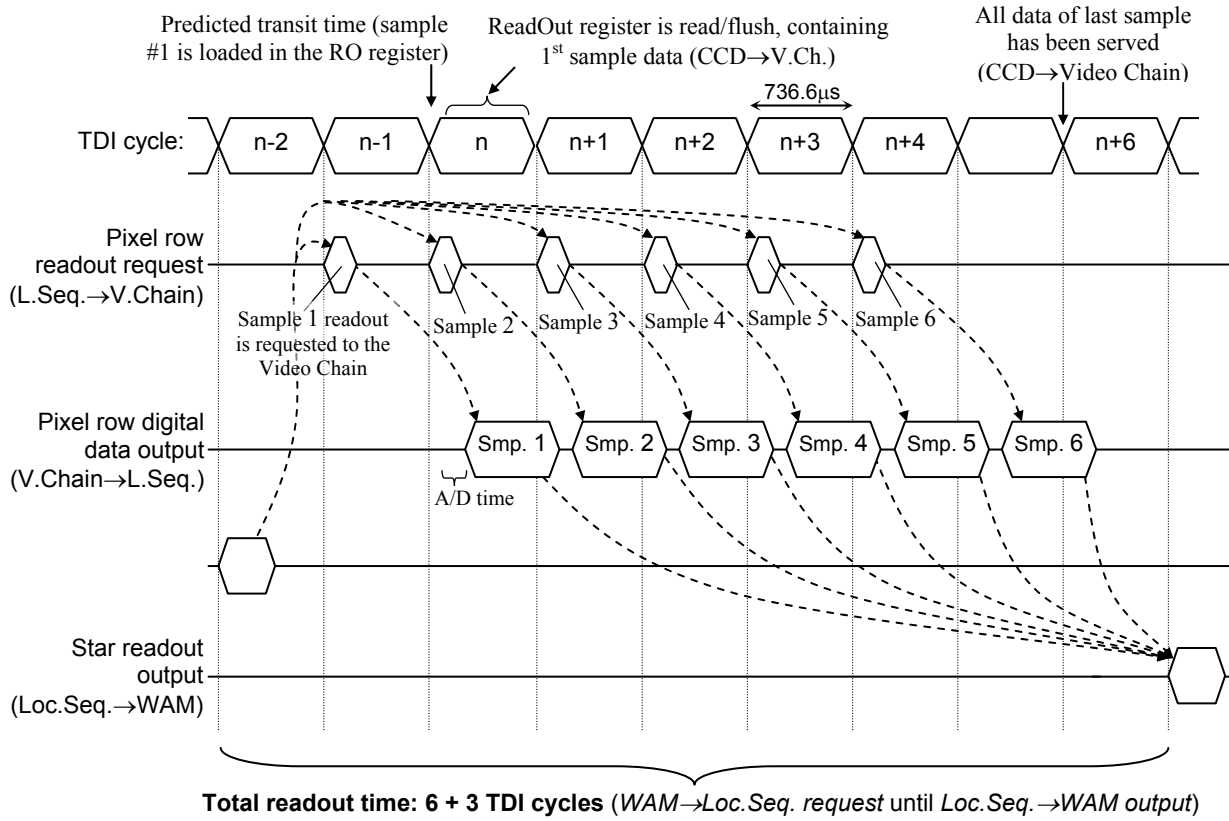 Predicted transit time (sample
#1 is loaded in the RO register)
ReadOut register is read/flush, containing
1st sample data (CCD→V.Ch.)
All data of last sample
has been served
(CCD→Video Chain)
736.6μs
TDI cycle:
n-2
n-1
n
n+1
n+2
n+3
n+4
n+6
Pixel row
readout request
(L.Seq.→V.Chain)
Sample 1 readout
is requested to the
Video Chain
Sample 2
Sample 3
Sample 4
Sample 5
Sample 6
Pixel row digital
data output
(V.Chain→L.Seq.)
Smp. 1
Smp. 2
Smp. 3
Smp. 4
Smp. 5
Smp. 6
A/D time
Star readout
output
(Loc.Seq.→WAM)
Total readout time: 6 + 3 TDI cycles (WAM→Loc.Seq. request until Loc.Seq.→WAM output)